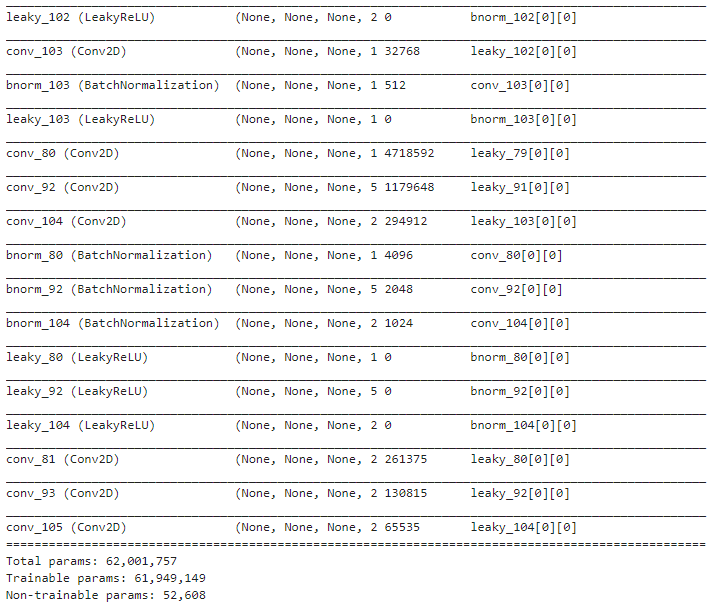 leaky_102 (LeakyReLU) (None, None, None, 2 0 bnorm_102[0][0]
conv_103 (Conv2D) (None, None, None, 1 32768 leaky_102[0][0]
bnorm_103 (BatchNormalization) (None, None, None, 1 512 conv_103[0][0]
leaky_103 (LeakyReLU) (None, None, None, 1 0 bnorm_103[0][0]
conv_80 (Conv2D) (None, None, None, 1 4718592 leaky_79[0][0]
conv_92 (Conv2D) (None, None, None, 5 1179648 leaky_91[0][0]
conv_104 (Conv2D) (None, None, None, 2 294912 leaky_103[0][0]
bnorm_80 (BatchNormalization) (None, None, None, 1 4096 conv_80[0][0]
bnorm_92 (BatchNormalization) (None, None, None, 5 2048 conv_92[0][0]
bnorm_104 (BatchNormalization) (None, None, None, 2 1024 conv_104[0][0]
leaky_80 (LeakyReLU) (None, None, None, 1 0 bnorm_80[0][0]
leaky_92 (LeakyReLU) (None, None, None, 5 0 bnorm_92[0][0]
leaky_104 (LeakyReLU) (None, None, None, 2 0 bnorm_104[0][0]
conv_81 (Conv2D) (None, None, None, 2 261375 leaky_80[0][0]
conv_93 (Conv2D) (None, None, None, 2 130815 leaky_92[0][0]
conv_105 (Conv2D) (None, None, None, 2 65535 leaky_104[0][0]
Total params: 62,001,757
Trainable params: 61,949,149
Non-trainable params: 52,608